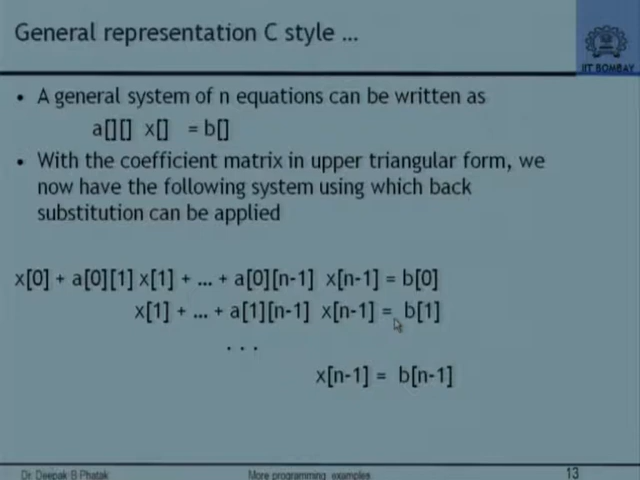 General representation C style ...
IIT BOMBAY
• A general system of n equations can be written as
a[][] x[] = b[]
• With the coefficient matrix in upper triangular form, we
now have the following system using which back
substitution can be applied
x[0] + a[0][1] x[1] + ... + a[0][n-1] x[n-1] = b[0]
x[1] + ... + a[1][n-1] x[n-1] = b[1]
. . .
x[n-1] = b[n-1]
Dr. Deepak B Phatak More programming examples 13